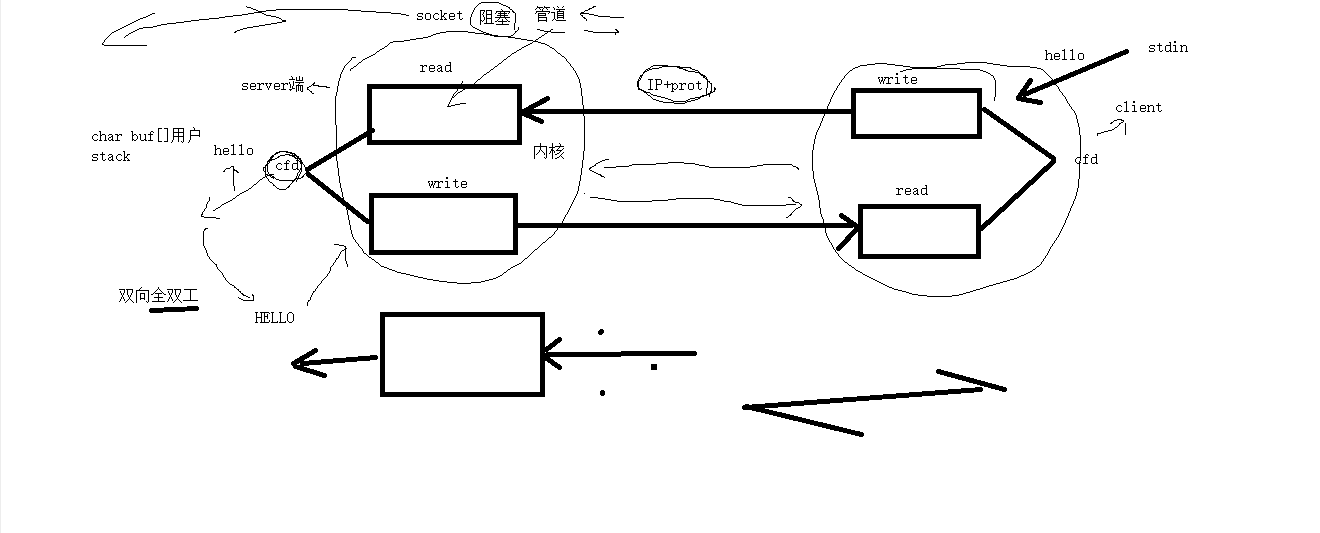 socket 阻塞 管道
read
server端
内核
write
char buf[]用户
stack
hello
cfd
双向全双工
HELLO
IP+prot
write
hello
stdin
client
cfd
read